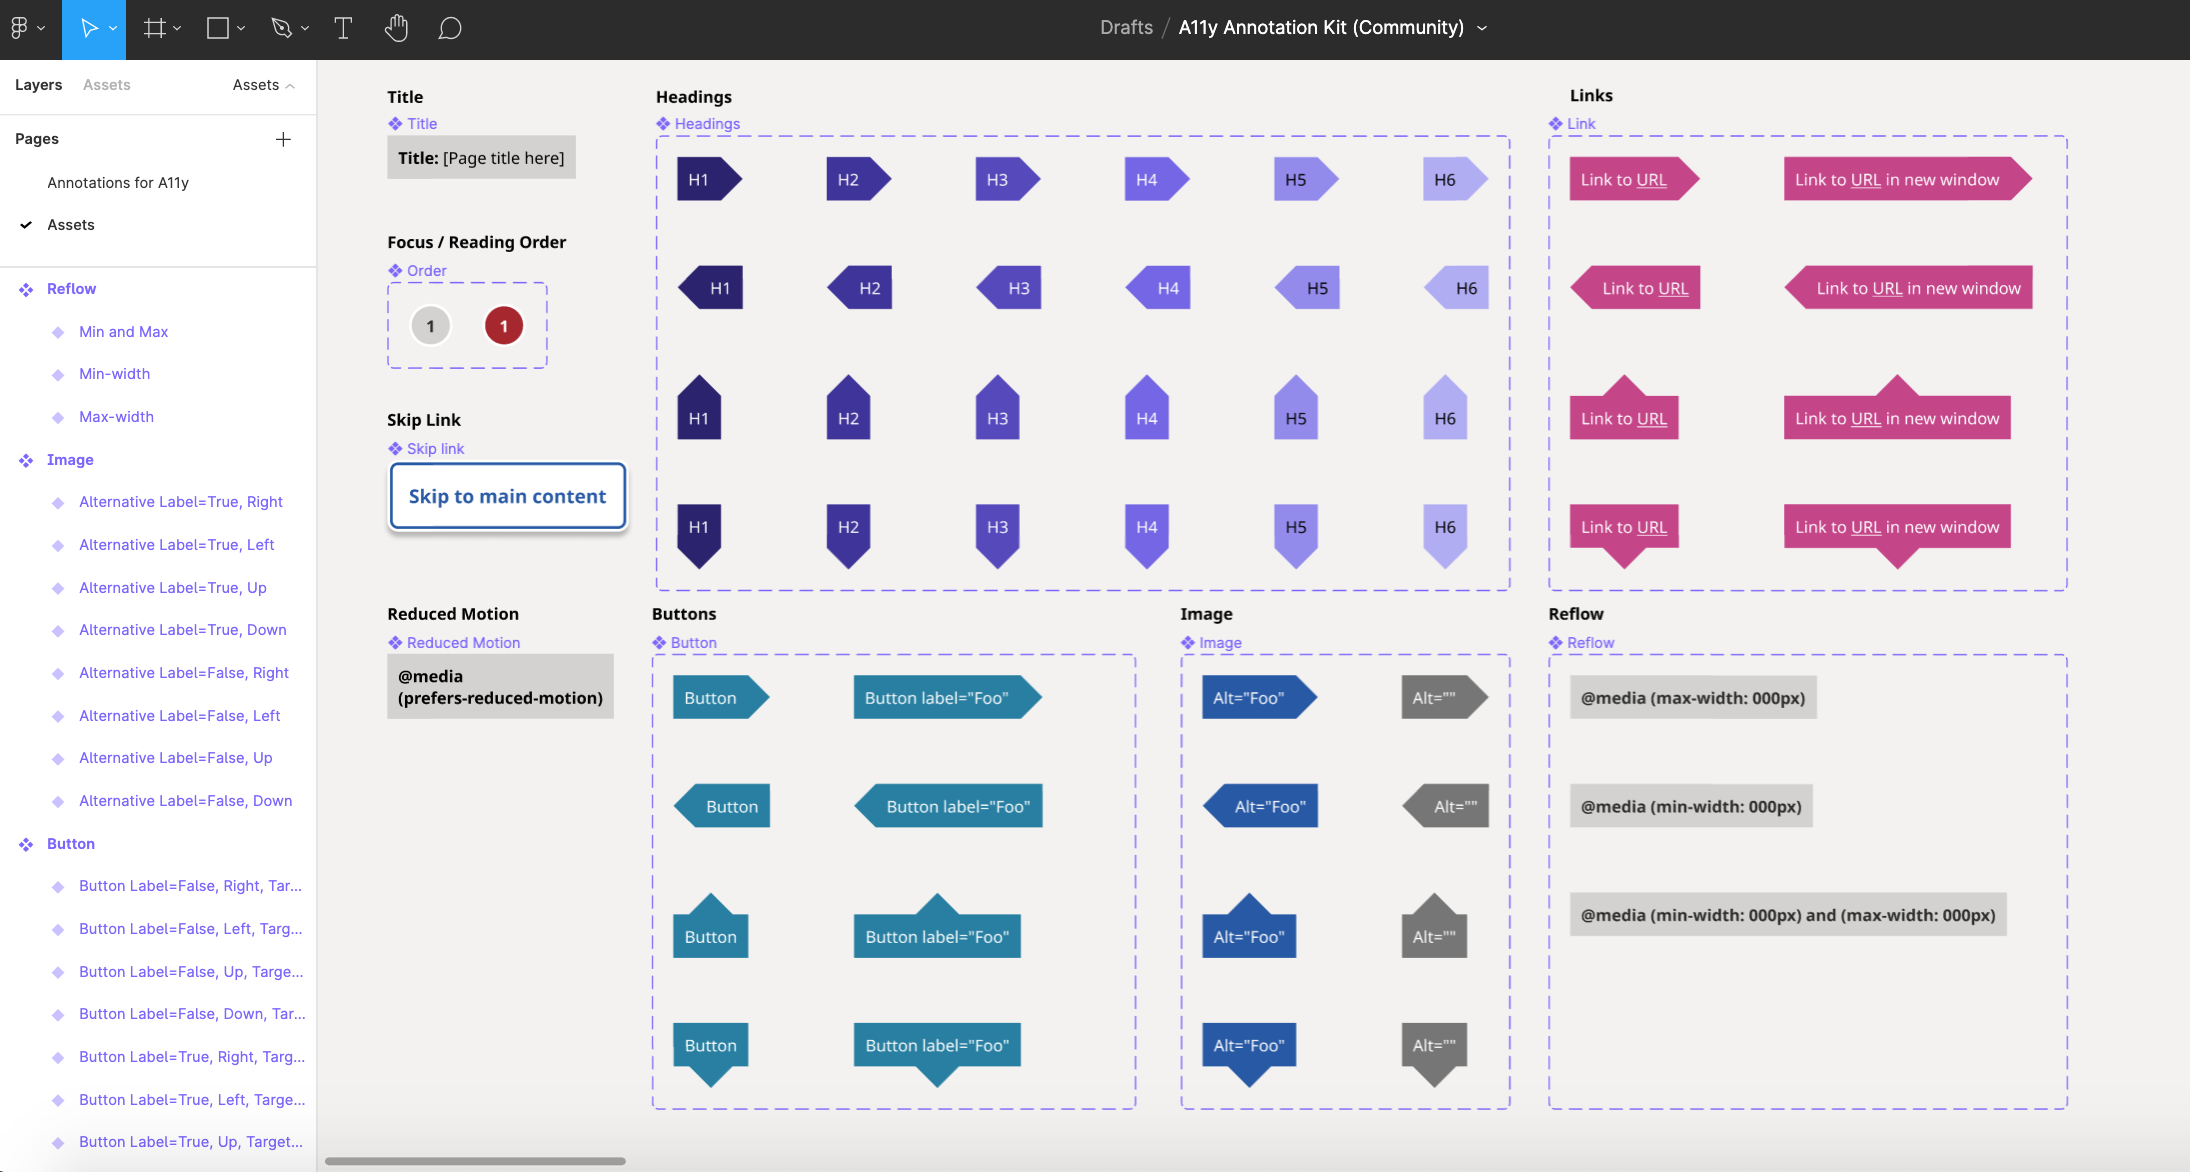 Drafts / A11y Annotation Kit (Community)
Layers Assets Assets
Pages
Annotations for A11y
Assets
Reflow
Min and Max
Min-width
Max-width
Image
Alternative Label=True, Right
Alternative Label=True, Left
Alternative Label=True, Up
Alternative Label=True, Down
Alternative Label=False, Right
Alternative Label=False, Left
Alternative Label=False, Up
Alternative Label=False, Down
Button
Button Label=False, Right, Tar...
Button Label=False, Left, Targ...
Button Label=False, Up, Targe...
Button Label=False, Down, Tar...
Button Label=True, Right, Targ...
Button Label=True, Left, Targe...
Button Label=True, Up, Target...
Title
Title
Title: [Page title here]
Focus / Reading Order
Order
1 1
Skip Link
Skip link
Skip to main content
Reduced Motion
Reduced Motion
@media
(prefers-reduced-motion)
Headings
Headings
H1 H2 H3 H4 H5 H6
H1 H2 H3 H4 H5 H6
H1 H2 H3 H4 H5 H6
H1 H2 H3 H4 H5 H6
Links
Link
Link to URL Link to URL in new window
Link to URL Link to URL in new window
Link to URL Link to URL in new window
Link to URL Link to URL in new window
Buttons
Button
Button Button label="Foo"
Button Button label="Foo"
Button Button label="Foo"
Button Button label="Foo"
Image
Image
Alt="Foo" Alt=""
Alt="Foo" Alt=""
Alt="Foo" Alt=""
Alt="Foo" Alt=""
Reflow
Reflow
@media (max-width: 000px)
@media (min-width: 000px)
@media (min-width: 000px) and (max-width: 000px)